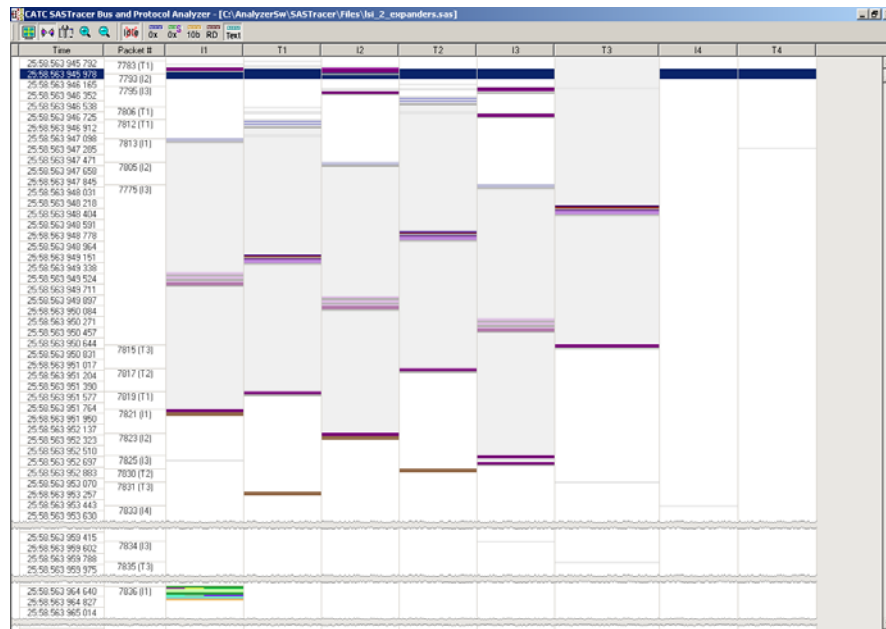 CATC SASTracer Bus and Protocol Analyzer - [C:\AnalyzerSw\SASTracer\Files\lsi_2_expanders.sas]
0x 0x 10b RD Text
Time Packet # I1 T1 I2 T2 I3 T3 I4 T4
25:58.563 945 792 7783 (T1)
25:58.563 945 978 7793 (I2)
25:58.563 946 165 7795 (I3)
25:58.563 946 352
25:58.563 946 538 7806 (T1)
25:58.563 946 725 7812 (T1)
25:58.563 946 912
25:58.563 947 098 7813 (I1)
25:58.563 947 285
25:58.563 947 471 7805 (I2)
25:58.563 947 658
25:58.563 947 845 7775 (I3)
25:58.563 948 031
25:58.563 948 218
25:58.563 948 404
25:58.563 948 591
25:58.563 948 778
25:58.563 948 964
25:58.563 949 151
25:58.563 949 338
25:58.563 949 524
25:58.563 949 711
25:58.563 949 897
25:58.563 950 084
25:58.563 950 271
25:58.563 950 457
25:58.563 950 644 7815 (T3)
25:58.563 950 831
25:58.563 951 017 7817 (T2)
25:58.563 951 204
25:58.563 951 390 7819 (T1)
25:58.563 951 577
25:58.563 951 764 7821 (I1)
25:58.563 951 950
25:58.563 952 137 7823 (I2)
25:58.563 952 323
25:58.563 952 510 7825 (I3)
25:58.563 952 697
25:58.563 952 883 7830 (T2)
25:58.563 953 070 7831 (T3)
25:58.563 953 257
25:58.563 953 443 7833 (I4)
25:58.563 953 630
25:58.563 959 415 7834 (I3)
25:58.563 959 602
25:58.563 959 788 7835 (T3)
25:58.563 959 975
25:58.563 964 640 7836 (I1)
25:58.563 964 827
25:58.563 965 014